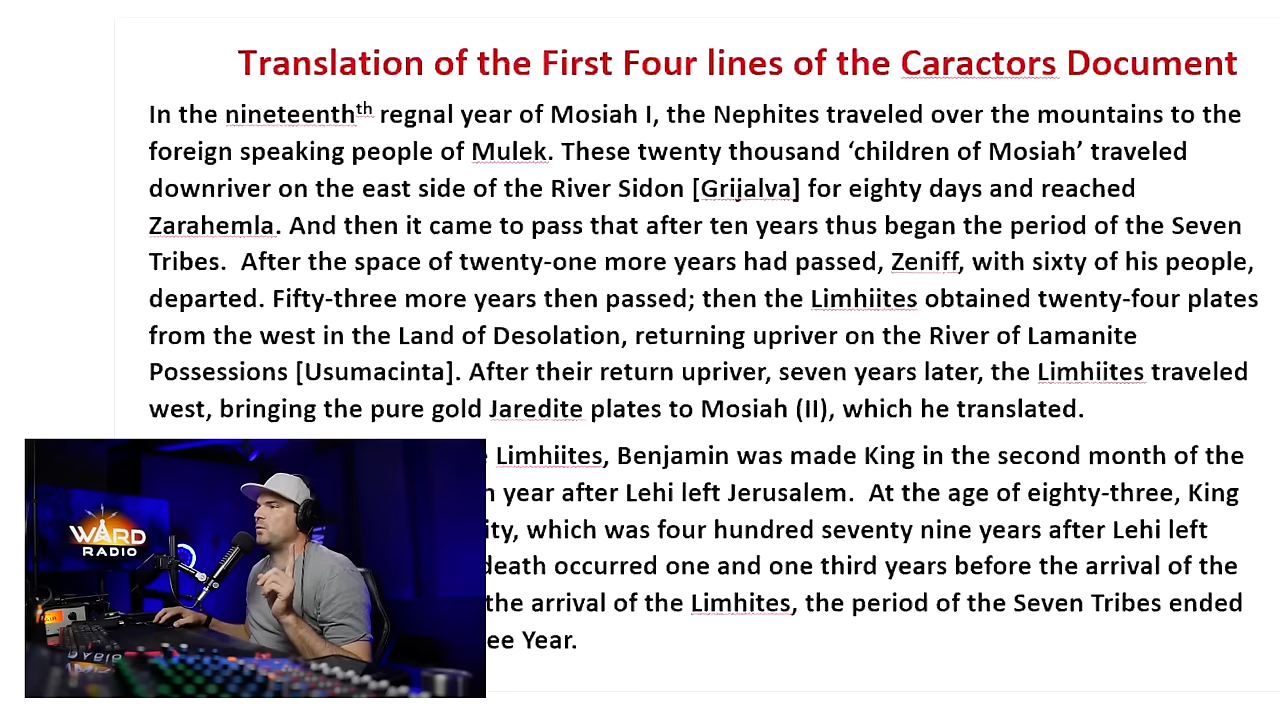 Translation of the First Four lines of the Caractors Document
In the nineteenthth regnal year of Mosiah I, the Nephites traveled over the mountains to the
foreign speaking people of Mulek. These twenty thousand ‘children of Mosiah’ traveled
downriver on the east side of the River Sidon [Grijalva] for eighty days and reached
Zarahemla. And then it came to pass that after ten years thus began the period of the Seven
Tribes.  After the space of twenty-one more years had passed, Zeniff, with sixty of his people,
departed. Fifty-three more years then passed; then the Limhiites obtained twenty-four plates
from the west in the Land of Desolation, returning upriver on the River of Lamanite
Possessions [Usumacinta]. After their return upriver, seven years later, the Limhiites traveled
west, bringing the pure gold Jaredite plates to Mosiah (II), which he translated.
Limhiites, Benjamin was made King in the second month of the
year after Lehi left Jerusalem.  At the age of eighty-three, King
ity, which was four hundred seventy nine years after Lehi left
death occurred one and one third years before the arrival of the
the arrival of the Limhites, the period of the Seven Tribes ended
ee Year.
WARD
RADIO